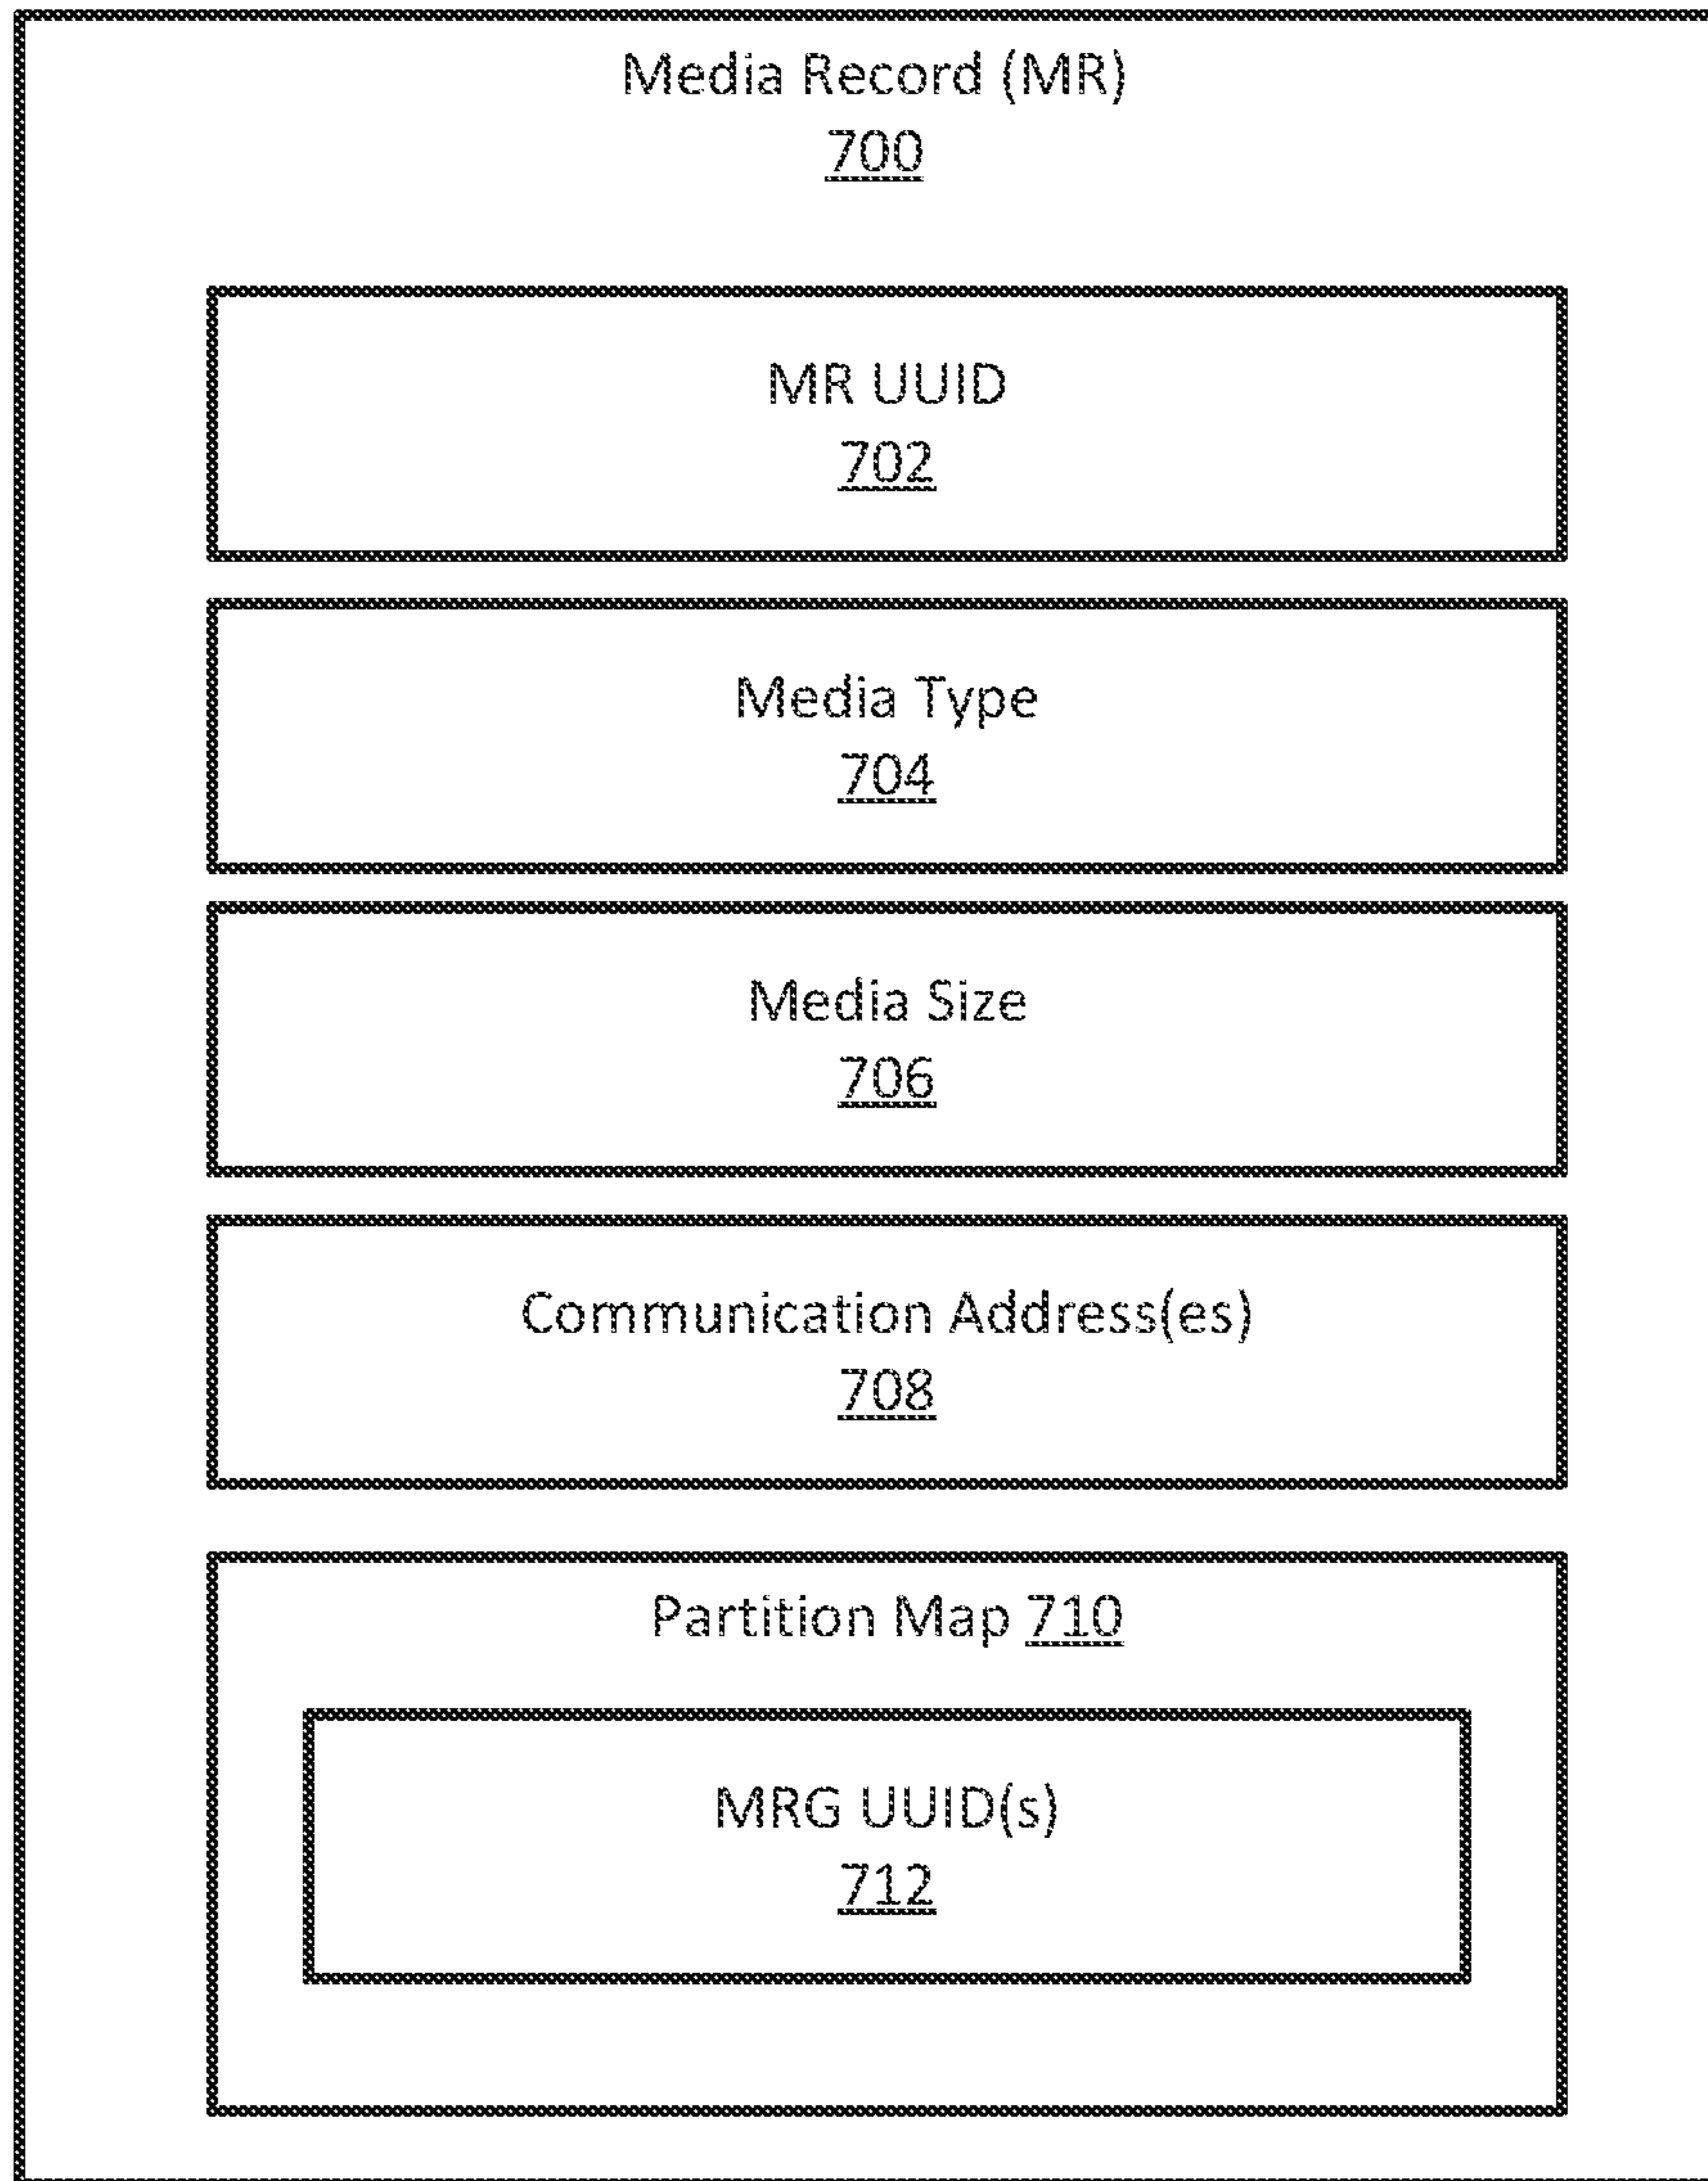 Media Record (MR)
700
MR UUID
702
Media Type
704
Media Size
706
Communication Address(es)
708
Partition Map 710
MRG UUID(s)
712